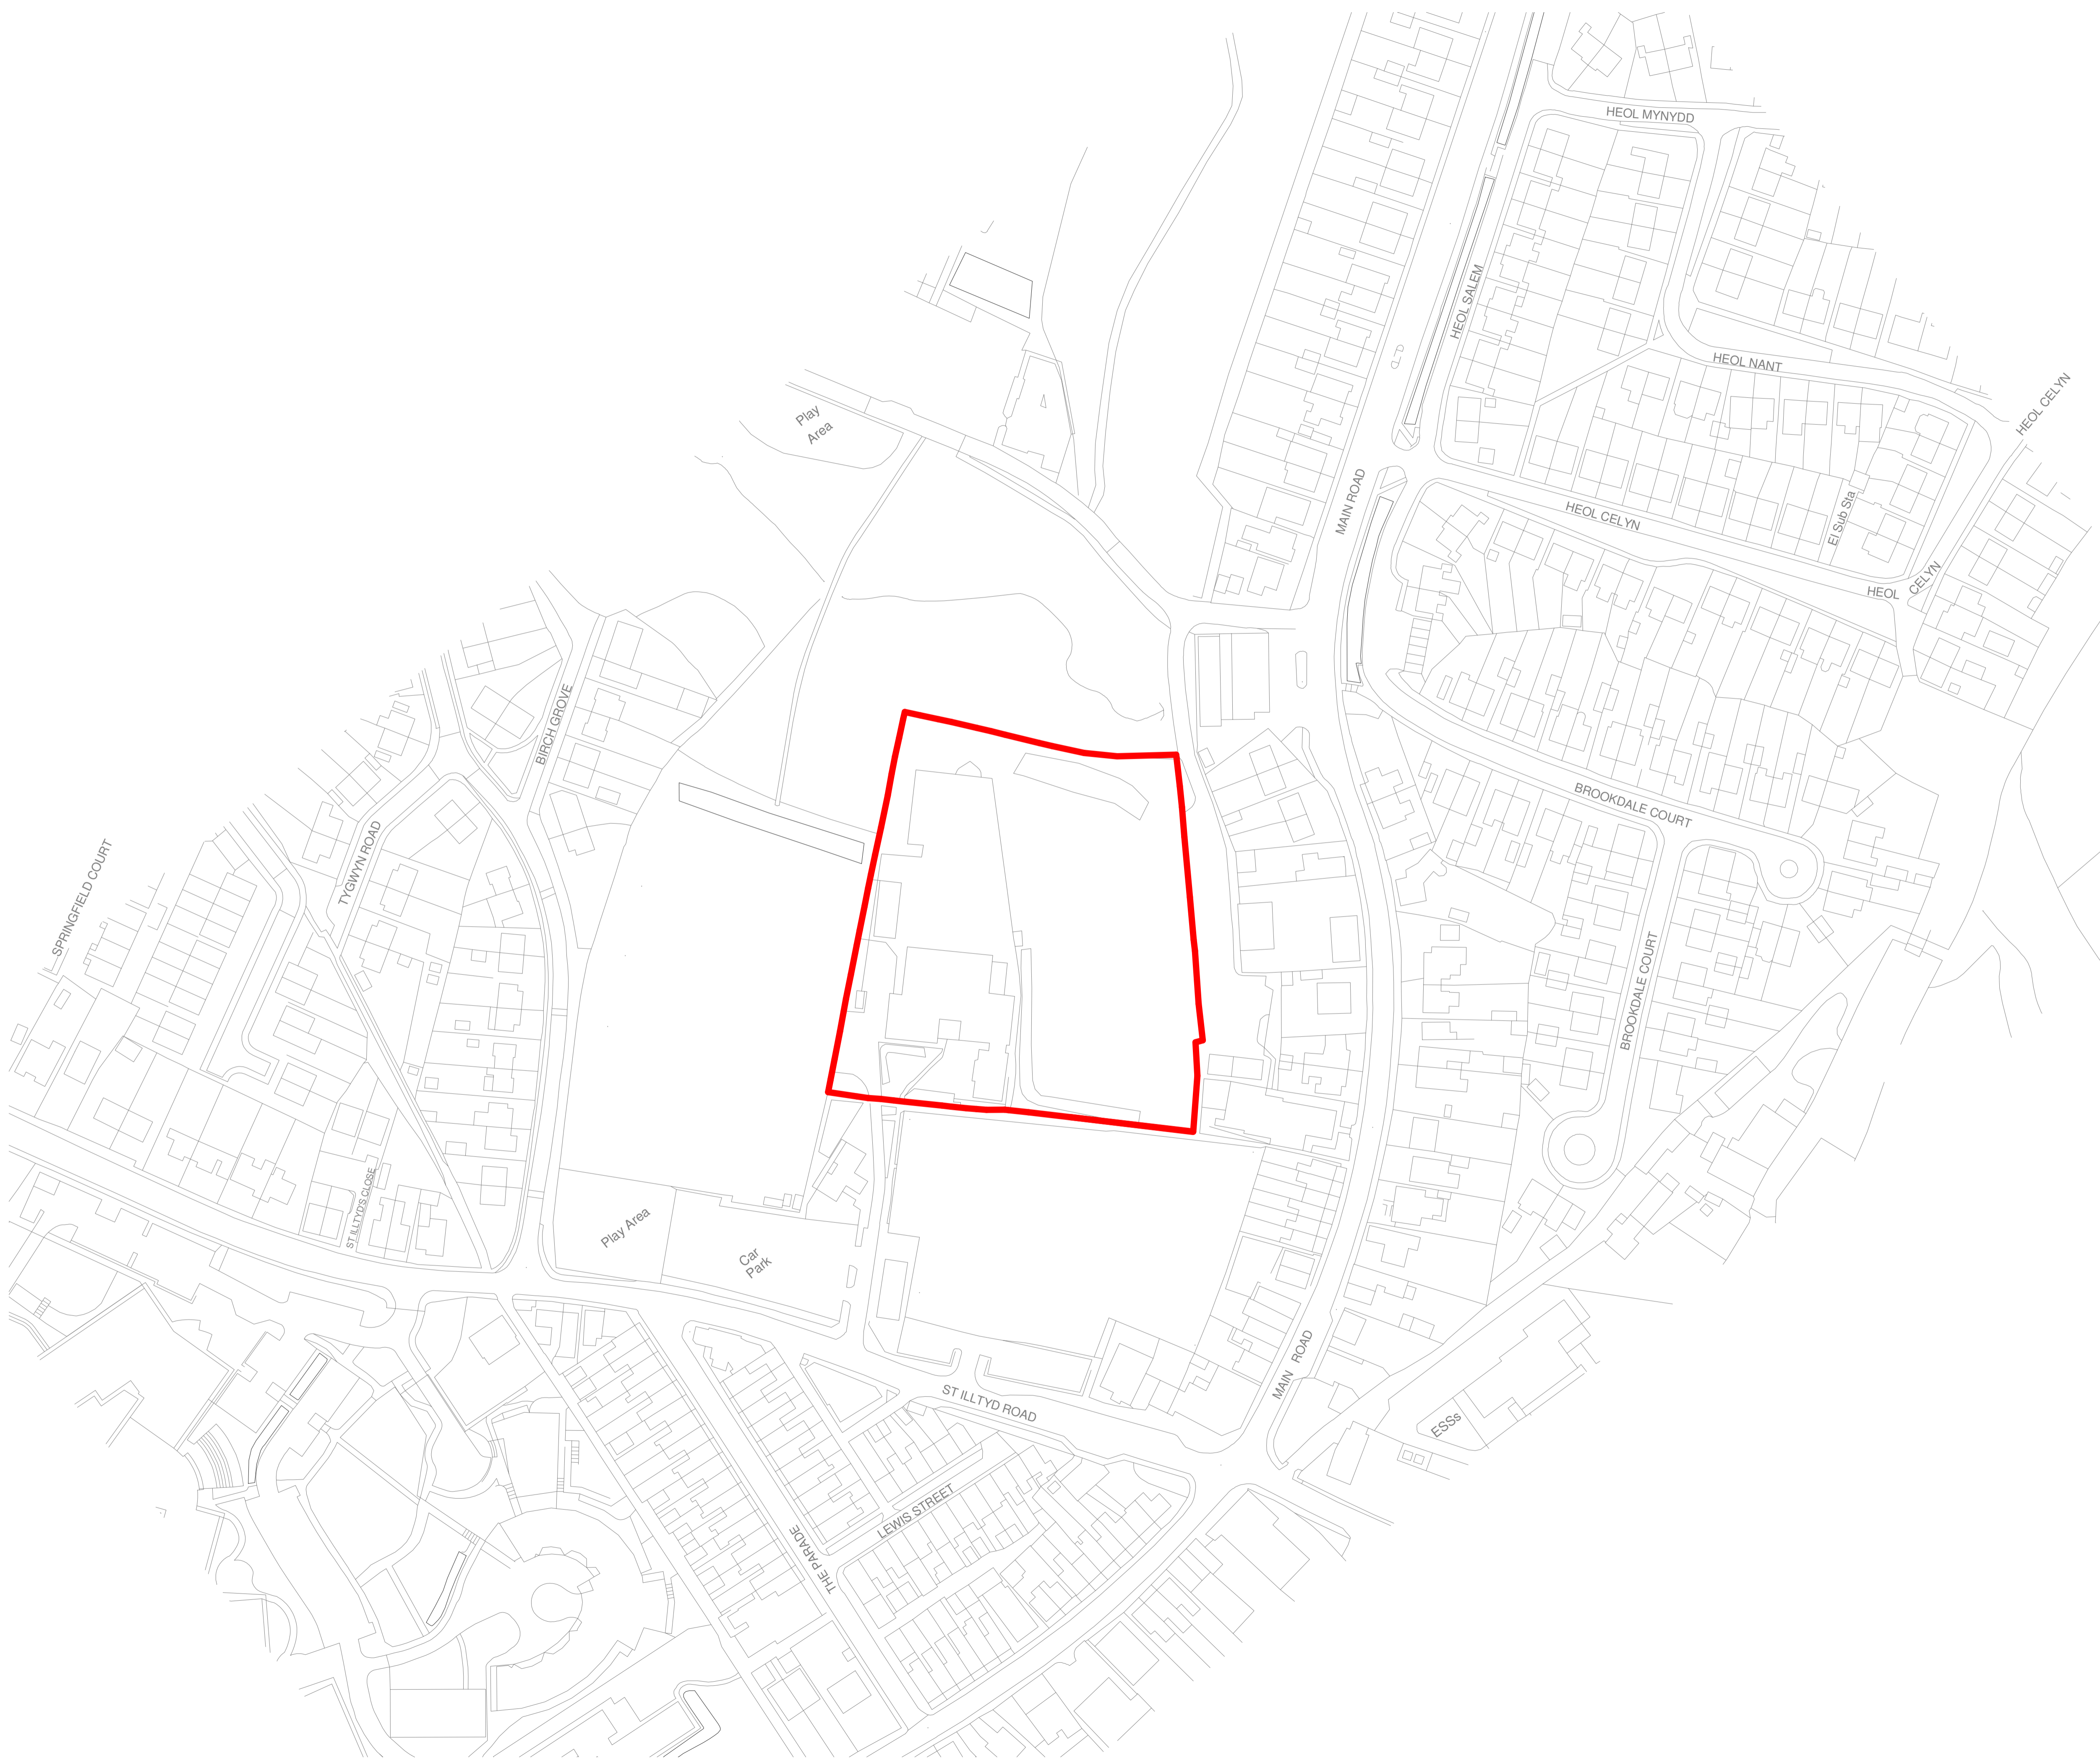 HEOL MYNYDD
HEOL SALEM
HEOL NANT
HEOL CELYN
Play
Area
MAIN ROAD
HEOL CELYN
El Sub Sta
HEOL
CELYN
BIRCH GROVE
TYGWYN ROAD
SPRINGFIELD COURT
BROOKDALE COURT
BROOKDALE COURT
ST ILLTYDS CLOSE
Play Area
Car
Park
MAIN ROAD
ST ILLTYD ROAD
ESSs
LEWIS STREET
THE PARADE